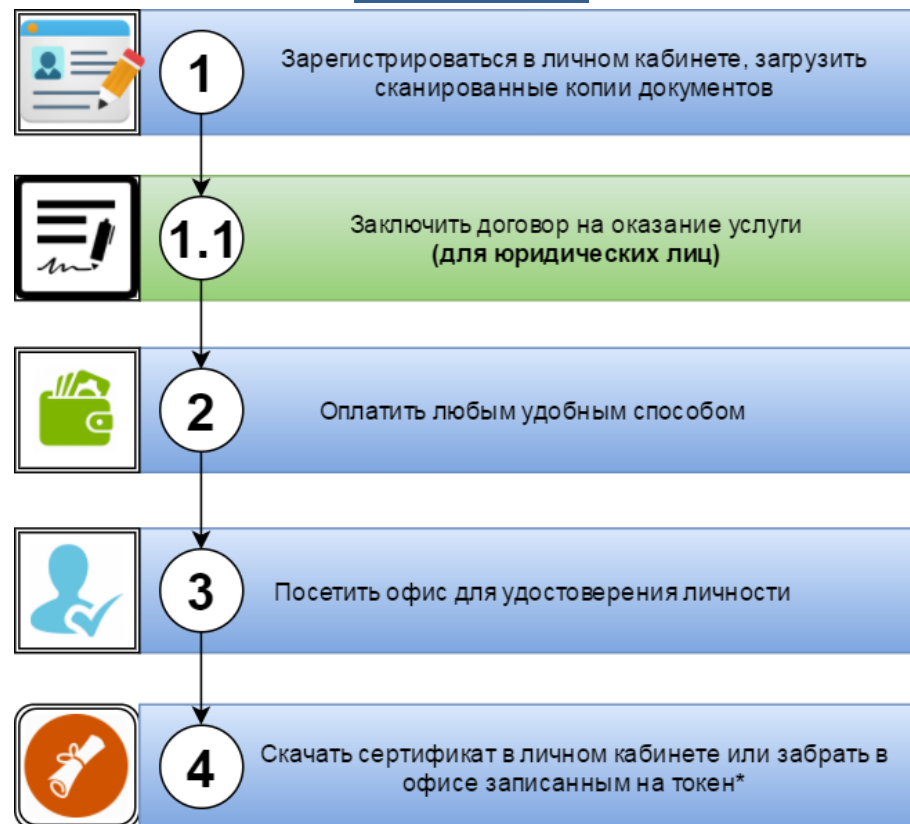 1
Зарегистрироваться в личном кабинете, загрузить
сканированные копии документов
1.1
Заключить договор на оказание услуги
(для юридических лиц)
2
Оплатить любым удобным способом
3
Посетить офис для удостоверения личности
4
Скачать сертификат в личном кабинете или забрать в
офисе записанным на токен*